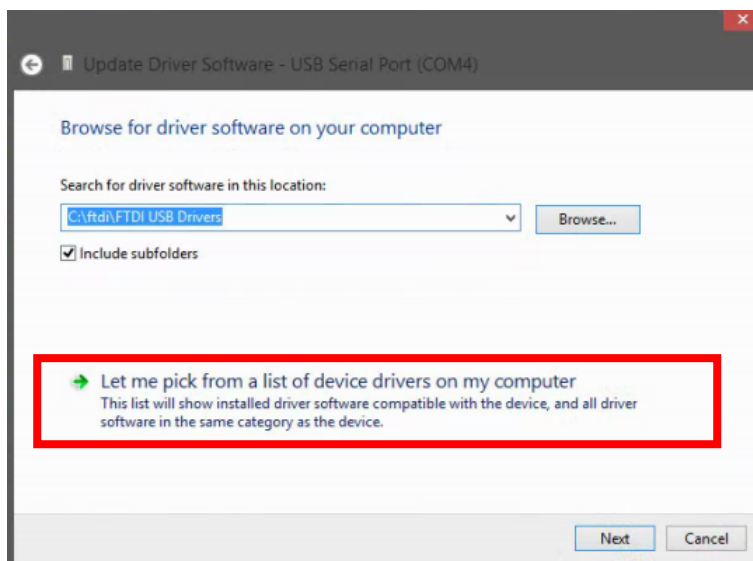 Update Driver Software - USB Serial Port (COM4)
Browse for driver software on your computer
Search for driver software in this location:
C:\ftdi\FTDI USB Drivers
Browse...
Include subfolders
Let me pick from a list of device drivers on my computer
This list will show installed driver software compatible with the device, and all driver
software in the same category as the device.
Next
Cancel